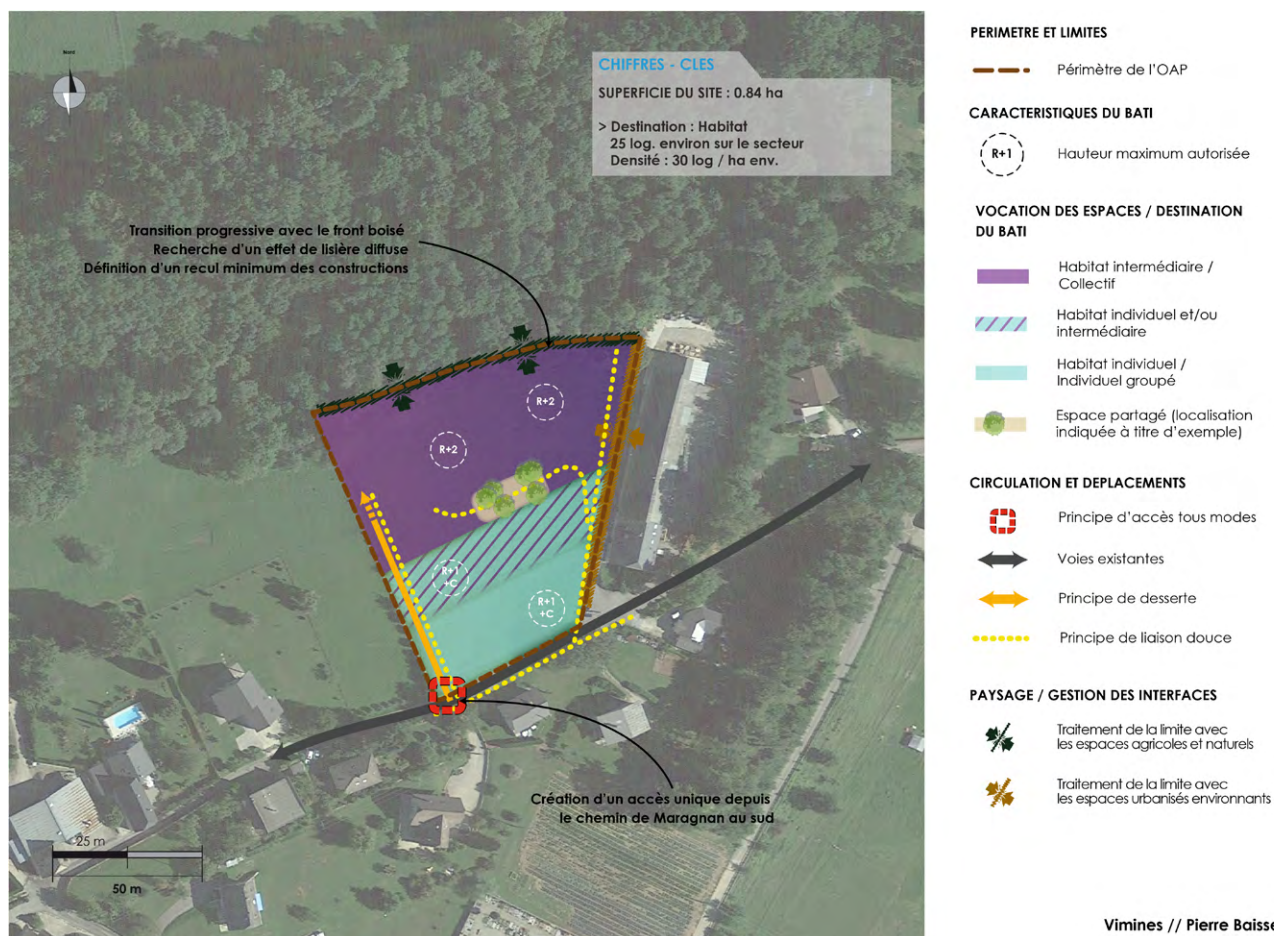 Nord
CHIFFRES - CLES
SUPERFICIE DU SITE : 0.84 ha
> Destination : Habitat
25 log. environ sur le secteur
Densité : 30 log / ha env.
Transition progressive avec le front boisé
Recherche d'un effet de lisière diffuse
Définition d'un recul minimum des constructions
R+2
R+2
R+1
+C
R+1
+C
Création d'un accès unique depuis
le chemin de Maragnan au sud
25 m
50 m
PERIMETRE ET LIMITES
Périmètre de l'OAP
CARACTERISTIQUES DU BATI
R+1
Hauteur maximum autorisée
VOCATION DES ESPACES / DESTINATION
DU BATI
Habitat intermédiaire /
Collectif
Habitat individuel et/ou
intermédiaire
Habitat individuel /
Individuel groupé
Espace partagé (localisation
indiquée à titre d'exemple)
CIRCULATION ET DEPLACEMENTS
Principe d'accès tous modes
Voies existantes
Principe de desserte
Principe de liaison douce
PAYSAGE / GESTION DES INTERFACES
Traitement de la limite avec
les espaces agricoles et naturels
Traitement de la limite avec
les espaces urbanisés environnants
Vimines // Pierre Baisse